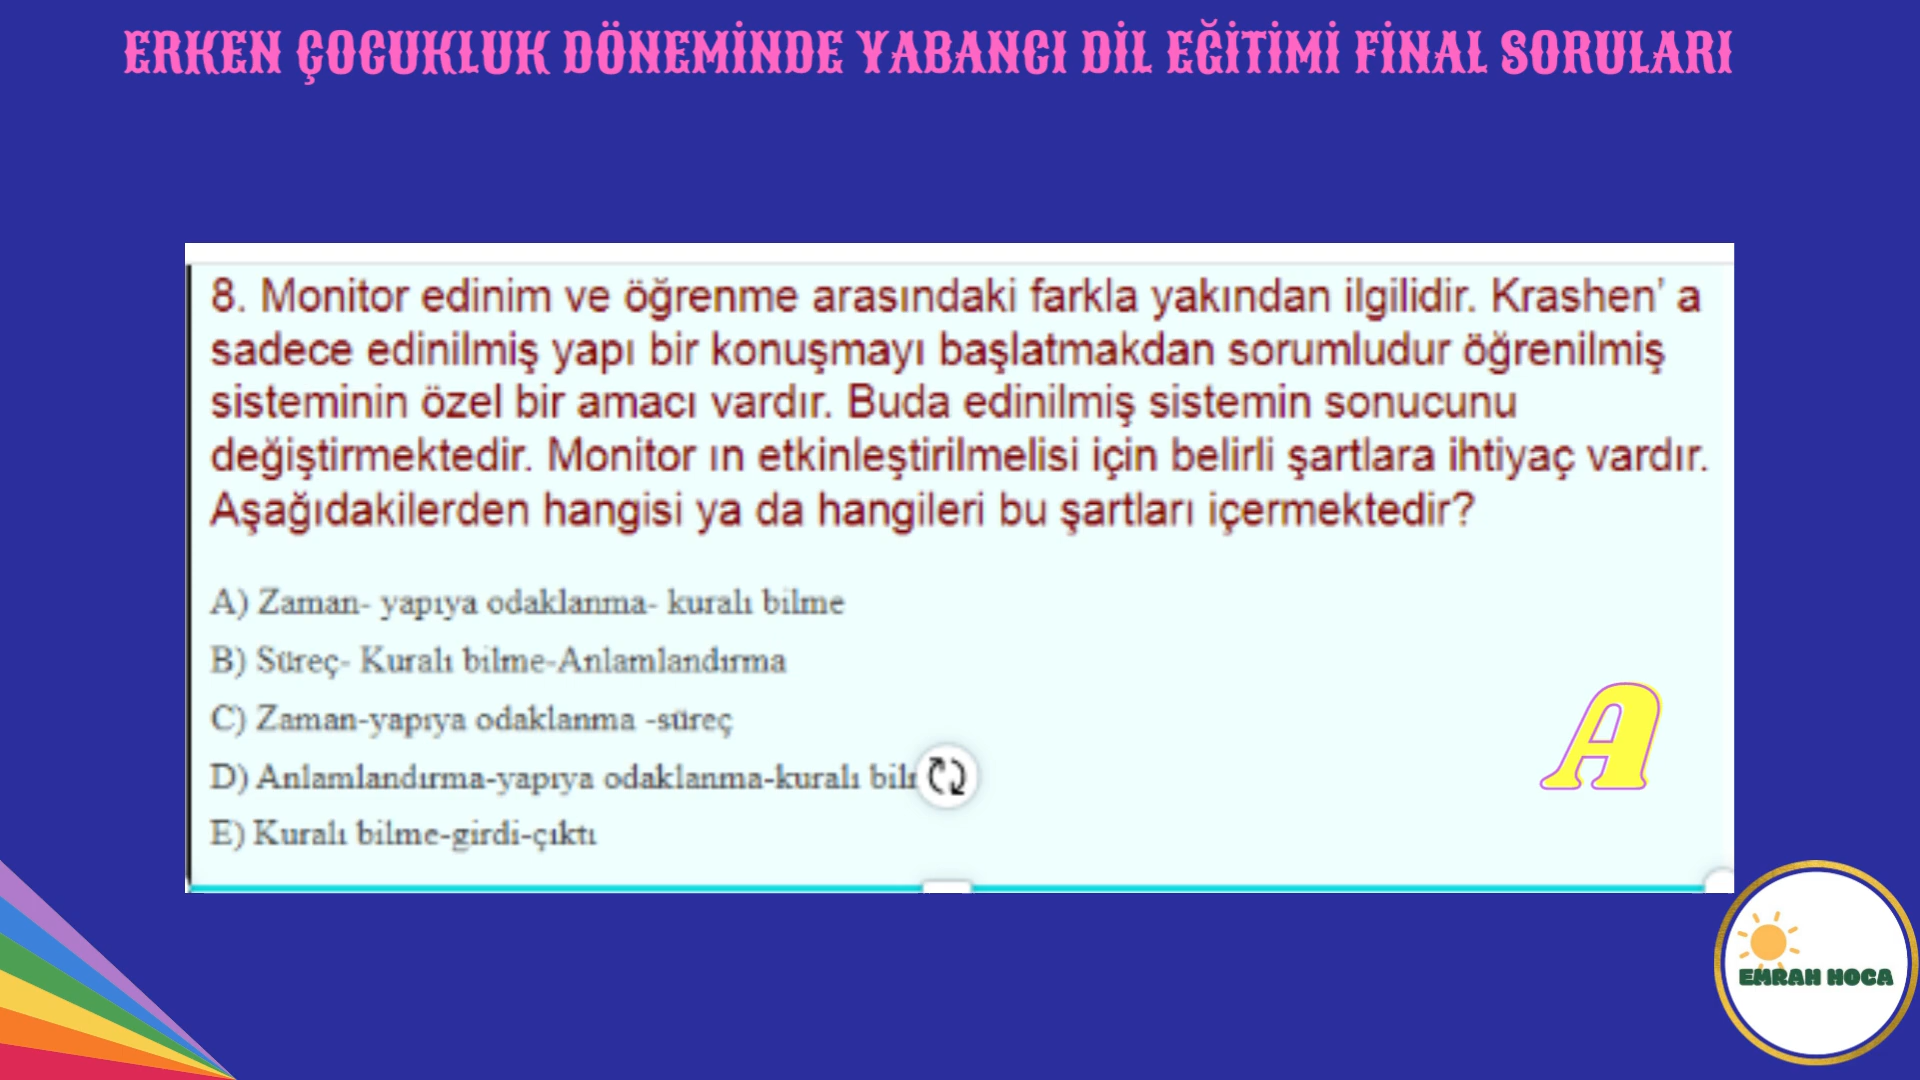 ERKEN ÇOCUKLUK DÖNEMİNDE YABANCI DİL EĞİTİMİ FİNAL SORULARI
8. Monitor edinim ve öğrenme arasındaki farkla yakından ilgilidir. Krashen' a
sadece edinilmiş yapı bir konuşmayı başlatmakdan sorumludur öğrenilmiş
sisteminin özel bir amacı vardır. Buda edinilmiş sistemin sonucunu
değiştirmektedir. Monitor ın etkinleştirilmelisi için belirli şartlara ihtiyaç vardır.
Aşağıdakilerden hangisi ya da hangileri bu şartları içermektedir?
A) Zaman- yapıya odaklanma- kuralı bilme
B) Süreç- Kuralı bilme-Anlamlandırma
C) Zaman-yapıya odaklanma -süreç
D) Anlamlandırma-yapıya odaklanma-kuralı
E) Kuralı bilme-girdi-çıktı
A
EMRAH HOCA